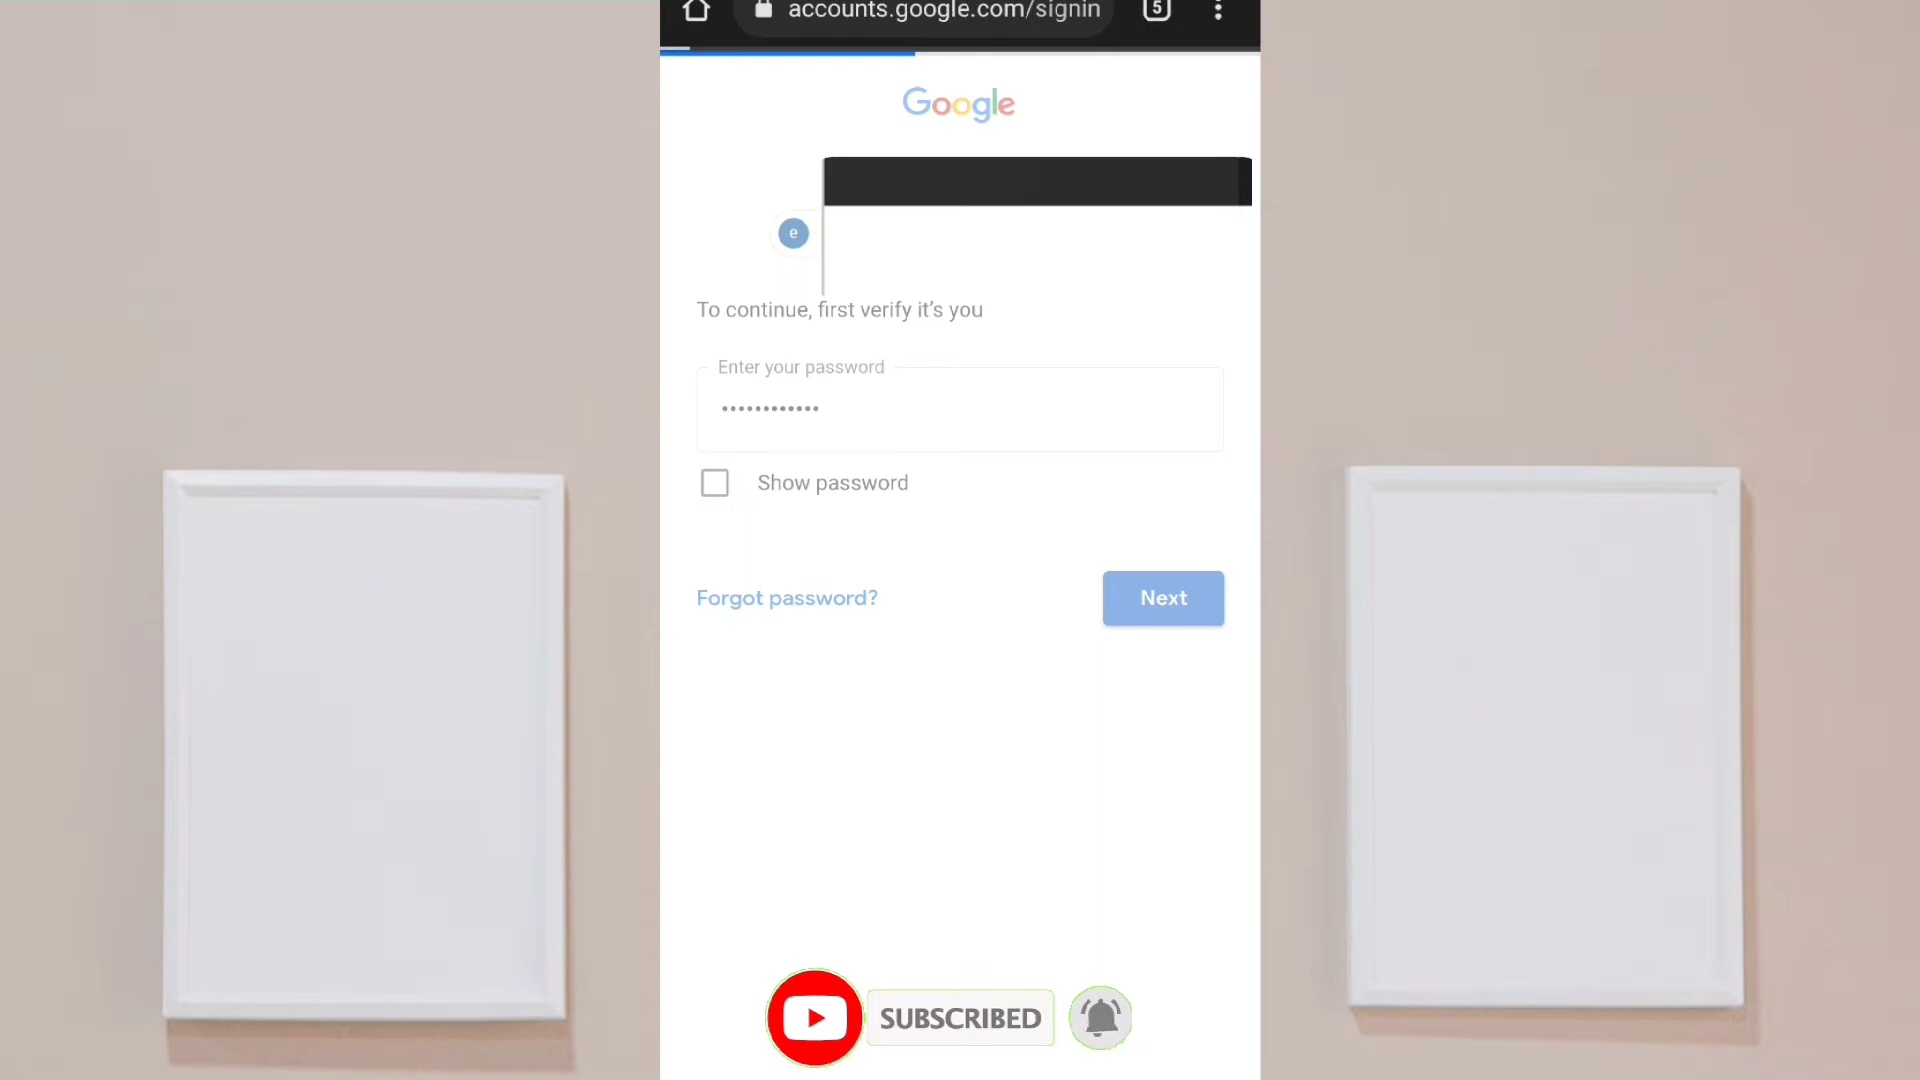 accounts.google.com/signin
5
Google
e
To continue, first verify it's you
Enter your password
Show password
Forgot password?
Next
SUBSCRIBED